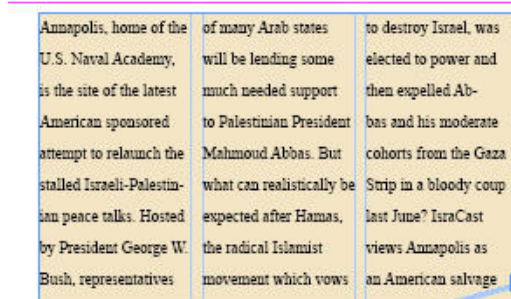 Annapolis, home of the
U.S. Naval Academy,
is the site of the latest
American sponsored
attempt to relaunch the
stalled Israeli-Palestin-
ian peace talks. Hosted
by President George W.
Bush, representatives
of many Arab states
will be lending some
much needed support
to Palestinian President
Mahmoud Abbas. But
what can realistically be
expected after Hamas,
the radical Islamist
movement which vows
to destroy Israel, was
elected to power and
then expelled Ab-
bas and his moderate
cohorts from the Gaza
Strip in a bloody coup
last June? IsraCast
views Annapolis as
an American salvage